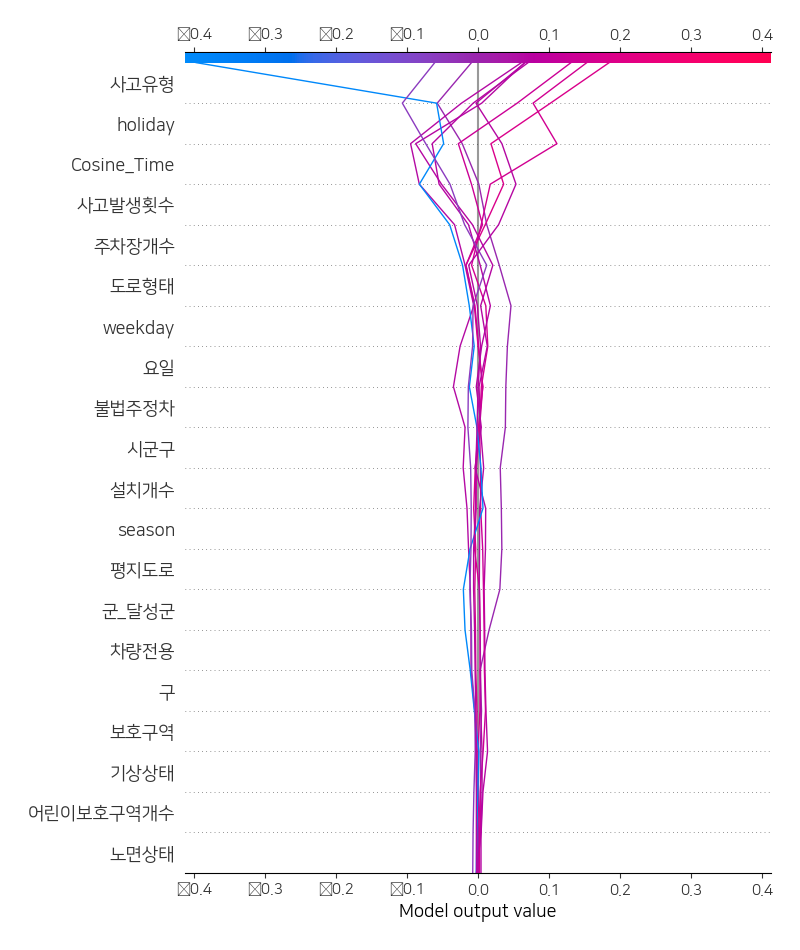 ☒0.4 ☒0.3 ☒0.2 ☒0.1 0.0 0.1 0.2 0.3 0.4
사고유형
holiday
Cosine_Time
사고발생횟수
주차장개수
도로형태
weekday
요일
불법주정차
시군구
설치개수
season
평지도로
군_달성군
차량전용
구
보호구역
기상상태
어린이보호구역개수
노면상태
☒0.4 ☒0.3 ☒0.2 ☒0.1 0.0 0.1 0.2 0.3 0.4
Model output value